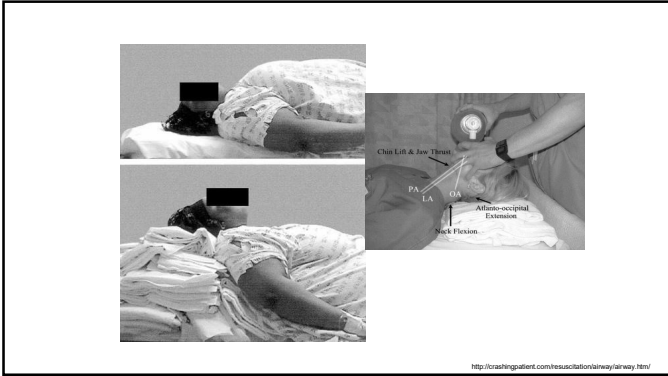 Chin Lift & Jaw Thrust
PA
LA
OA
Atlanto-occipital
Extension
Neck Flexion
http://crashingpatient.com/resuscitation/airway/airway.htm/